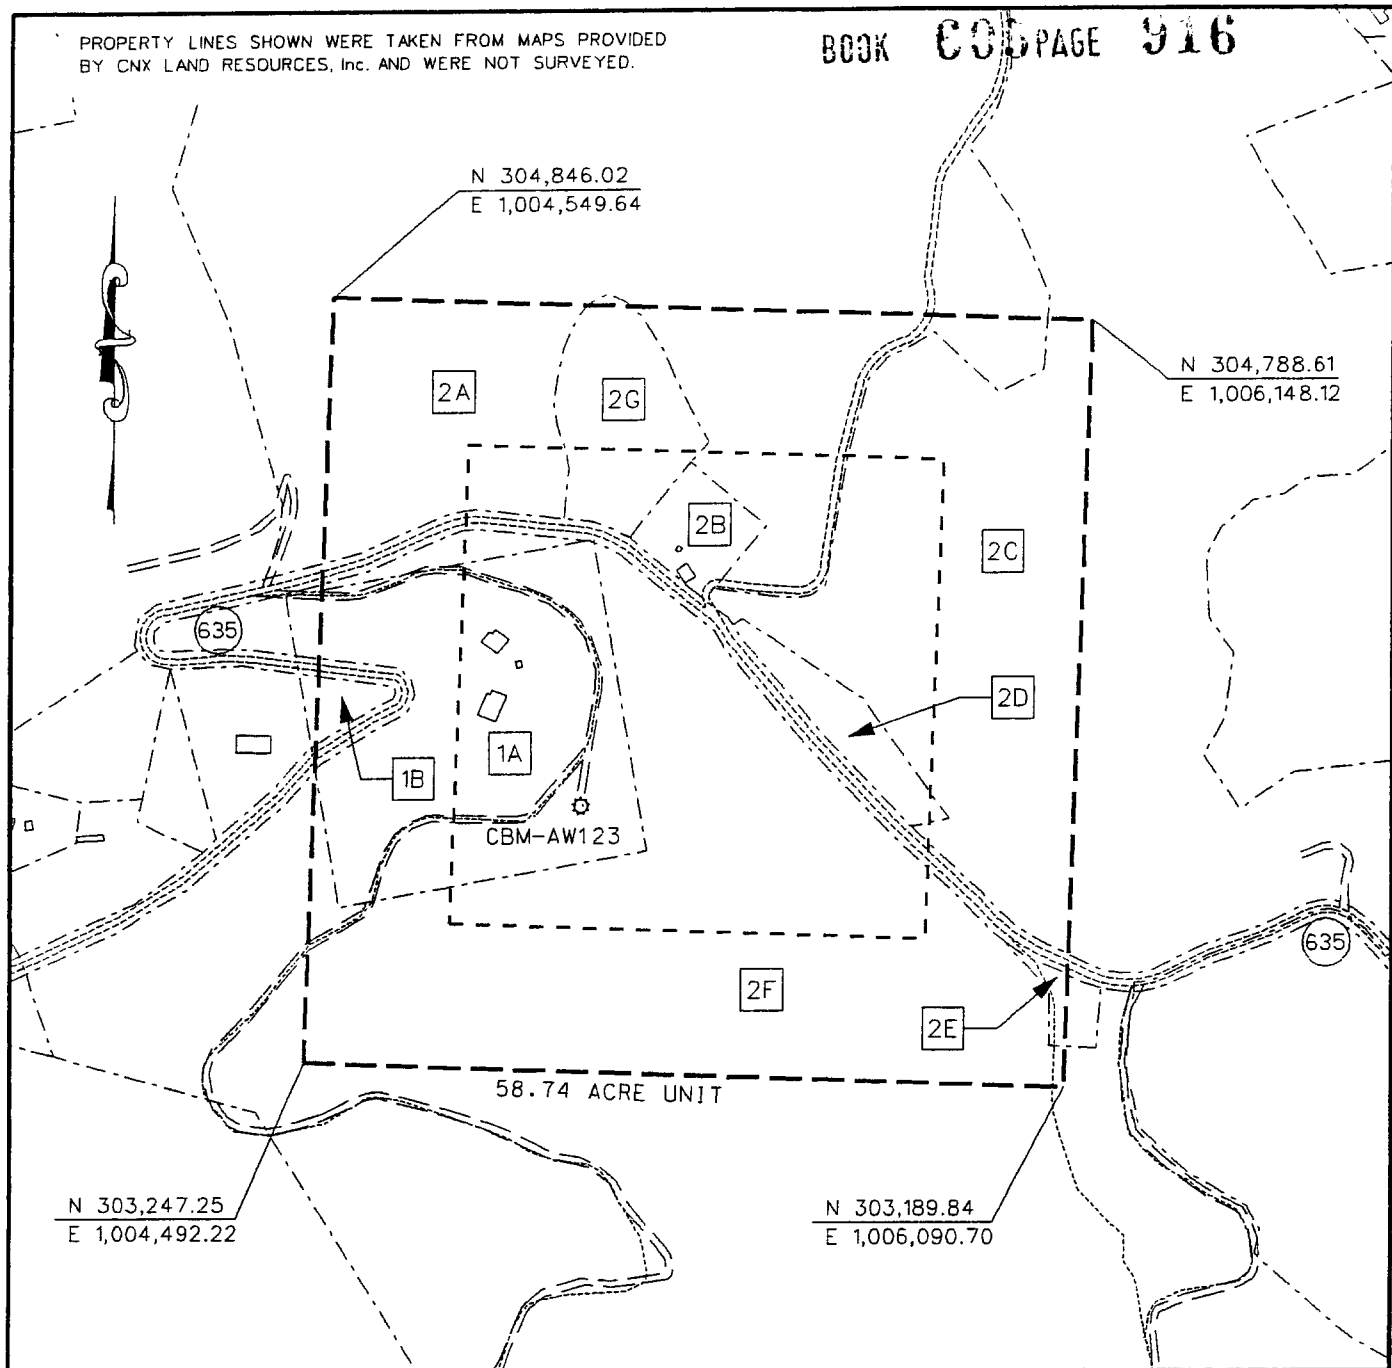 PROPERTY LINES SHOWN WERE TAKEN FROM MAPS PROVIDED
BY CNX LAND RESOURCES, Inc. AND WERE NOT SURVEYED.
BOOK PAGE 916
N 304,846.02
E 1,004,549.64
N 304,788.61
E 1,006,148.12
2A
2G
2B
2C
635
2D
1A
1B
CBM-AW123
635
2F
2E
58.74 ACRE UNIT
N 303,247.25
E 1,004,492.22
N 303,189.84
E 1,006,090.70